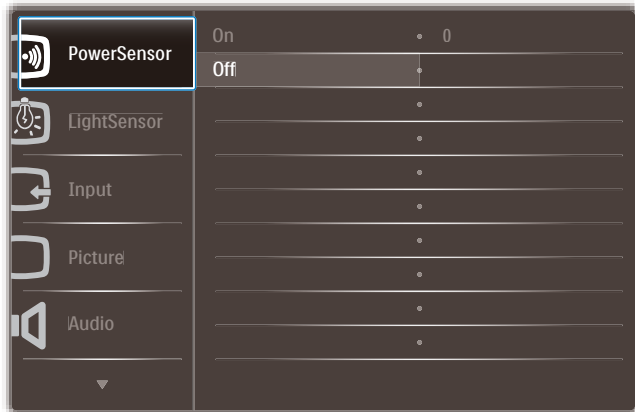 PowerSensor
On
0
Off
LightSensor
Input
Picture
Audio